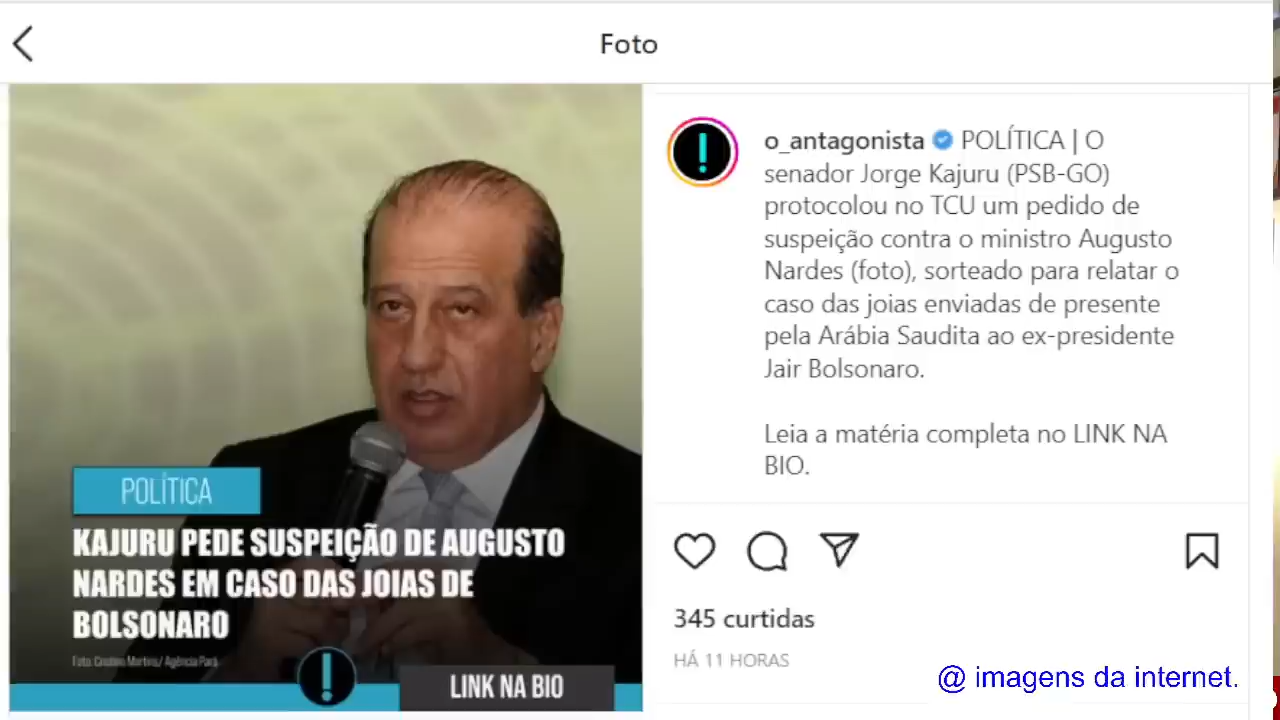 Foto
o_antagonista POLÍTICA | O
senador Jorge Kajuru (PSB-GO)
protocolou no TCU um pedido de
suspeição contra o ministro Augusto
Nardes (foto), sorteado para relatar o
caso das joias enviadas de presente
pela Arábia Saudita ao ex-presidente
Jair Bolsonaro.
Leia a matéria completa no LINK NA
BIO.
POLÍTICA
KAJURU PEDE SUSPEIÇÃO DE AUGUSTO
NARDES EM CASO DAS JOIAS DE
BOLSONARO
Foto: Cristino Martins/ Agência Pará
LINK NA BIO
345 curtidas
HÁ 11 HORAS
@ imagens da internet.